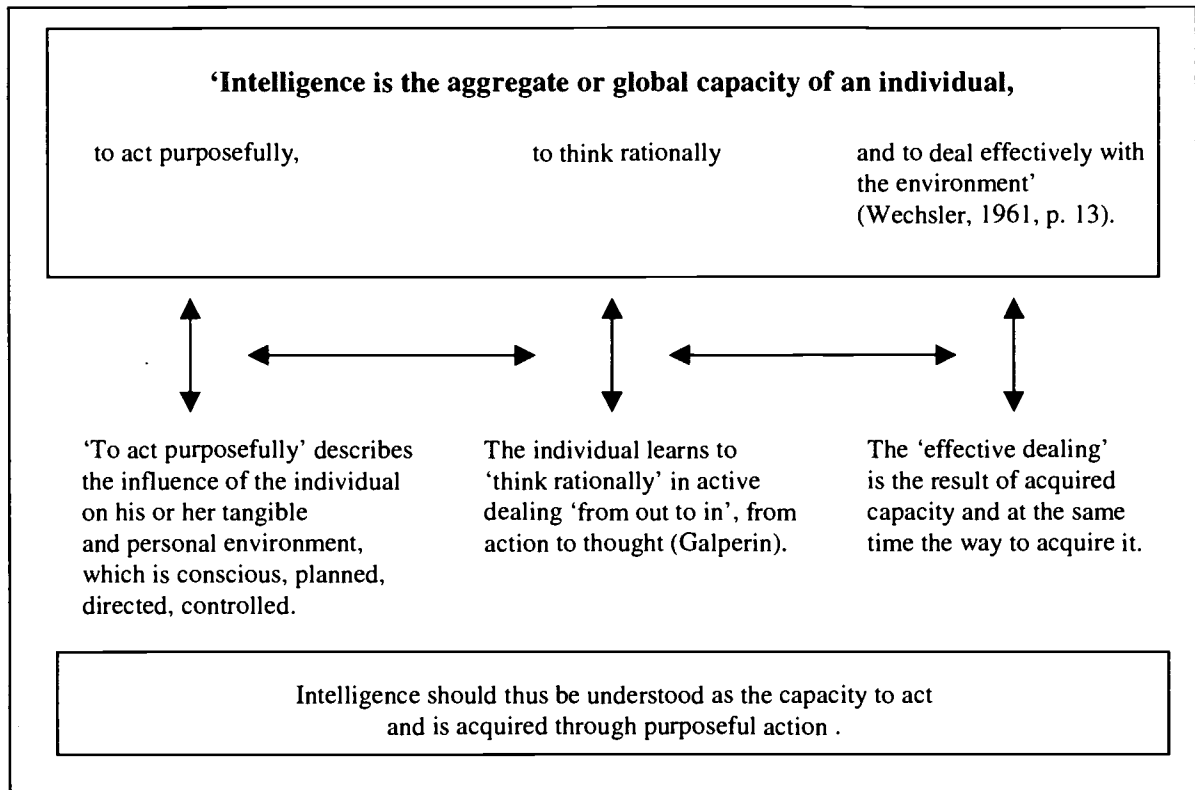 ‘Intelligence is the aggregate or global capacity of an individual,
to act purposefully,
to think rationally
and to deal effectively with
the environment’
(Wechsler, 1961, p. 13).
‘To act purposefully’ describes
the influence of the individual
on his or her tangible
and personal environment,
which is conscious, planned,
directed, controlled.
The individual learns to
‘think rationally’ in active
dealing ‘from out to in’, from
action to thought (Galperin).
The ‘effective dealing’
is the result of acquired
capacity and at the same
time the way to acquire it.
Intelligence should thus be understood as the capacity to act
and is acquired through purposeful action .